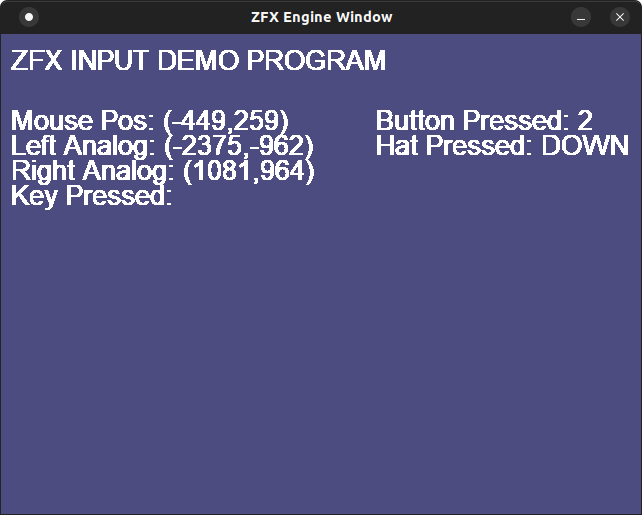 ZFX Engine Window
ZFX INPUT DEMO PROGRAM
Mouse Pos: (-449,259) Button Pressed: 2
Left Analog: (-2375,-962) Hat Pressed: DOWN
Right Analog: (1081,964)
Key Pressed: